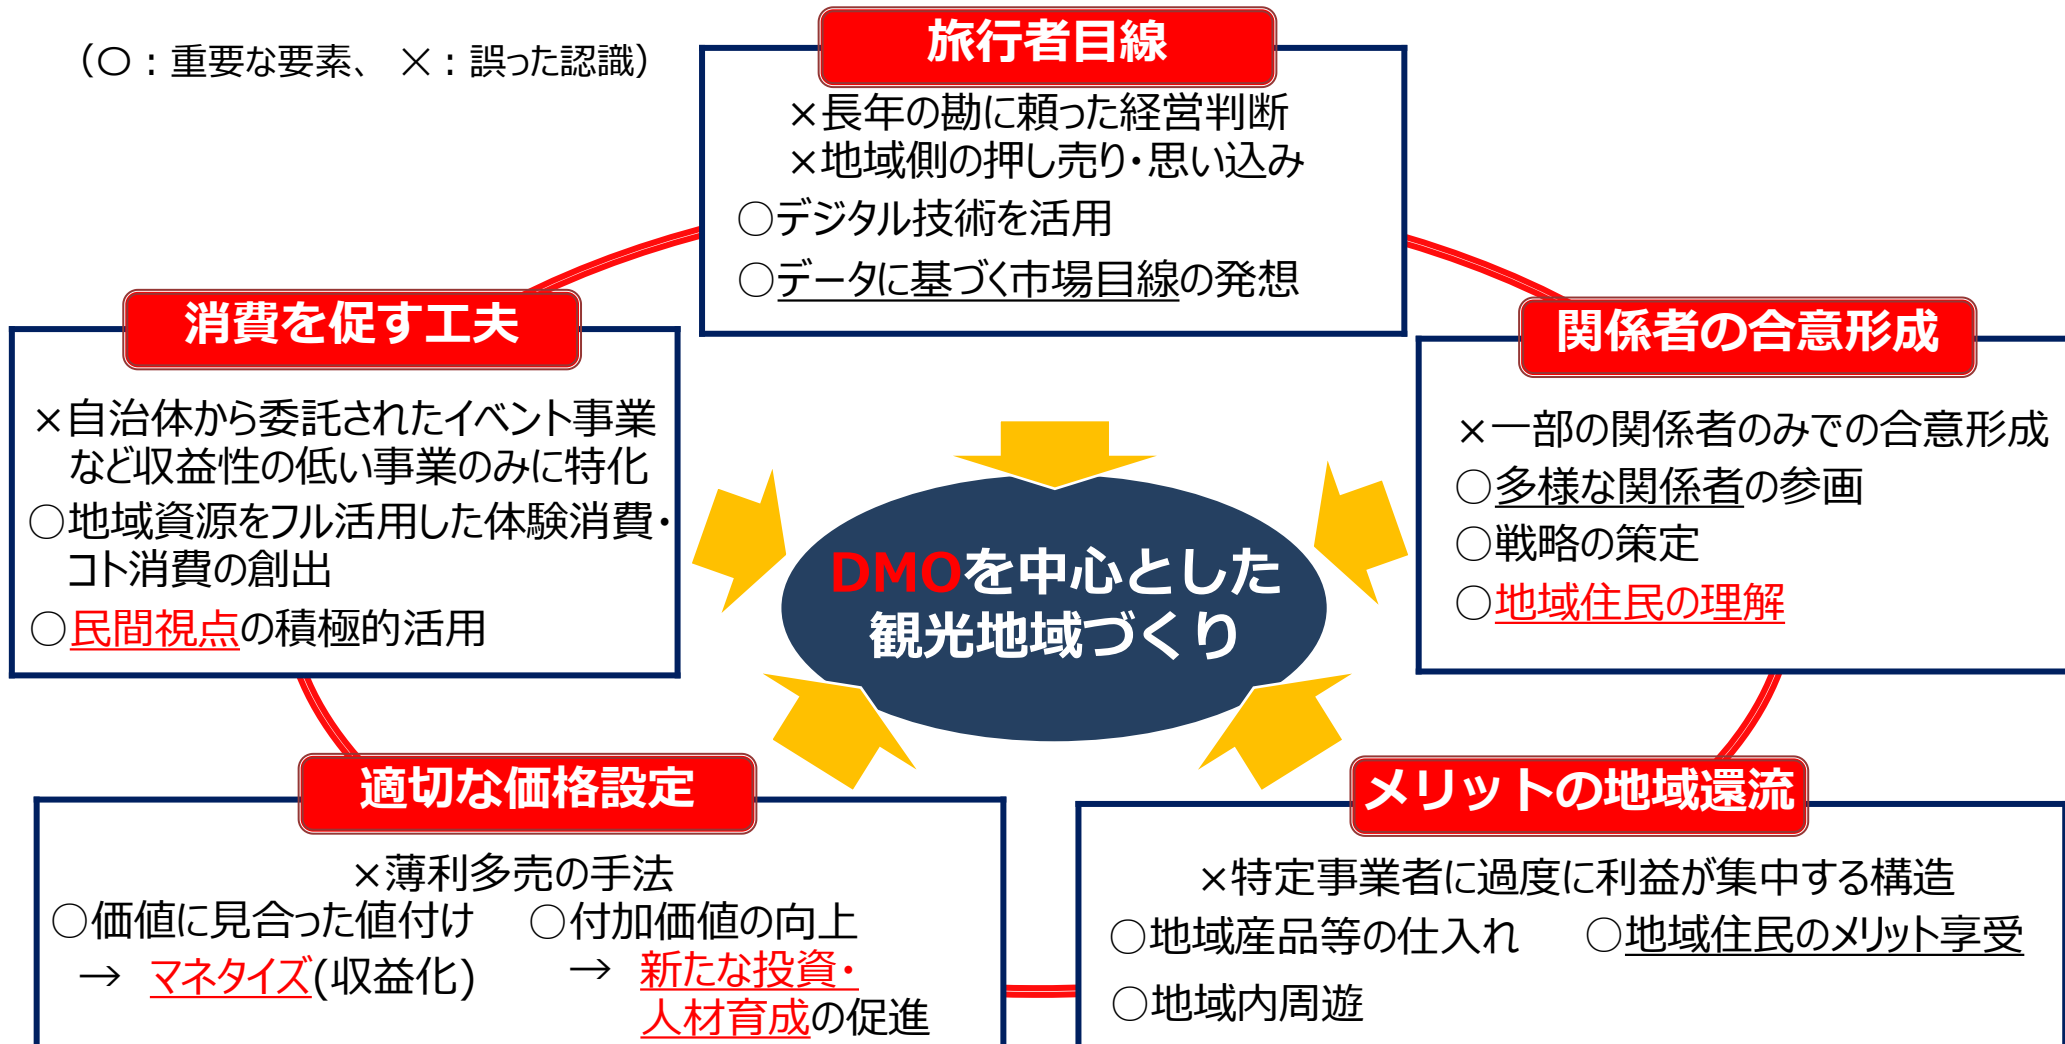 （○：重要な要素、 ×：誤った認識）
旅行者目線
×長年の勘に頼った経営判断
×地域側の押し売り・思い込み
○デジタル技術を活用
○データに基づく市場目線の発想
消費を促す工夫
×自治体から委託されたイベント事業
など収益性の低い事業のみに特化
○地域資源をフル活用した体験消費・
コト消費の創出
○民間視点の積極的活用
関係者の合意形成
×一部の関係者のみでの合意形成
○多様な関係者の参画
○戦略の策定
○地域住民の理解
DMOを中心とした
観光地域づくり
適切な価格設定
×薄利多売の手法
○価値に見合った値付け
→ マネタイズ(収益化)
○付加価値の向上
→ 新たな投資・
人材育成の促進
メリットの地域還流
×特定事業者に過度に利益が集中する構造
○地域産品等の仕入れ ○地域住民のメリット享受
○地域内周遊